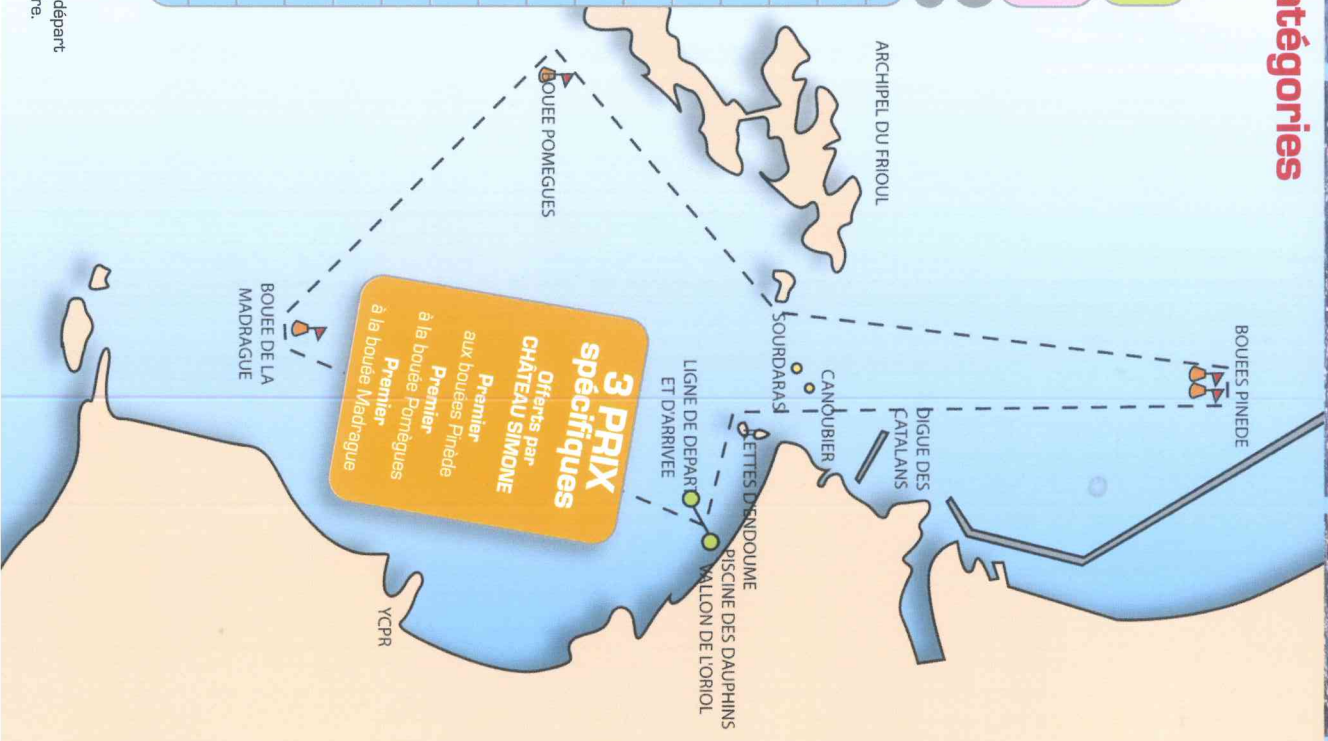 atégories
départ
re.
BOUEES PINEDE
ARCHIPEL DU FRIOUL
DIGUE DES
CATALANS
CANOUBIER
SOURDARAS
LETTES D'ENDOUME
PISCINE DES DAUPHINS
VALLON DE L'ORIOL
LIGNE DE DEPART
ET D'ARRIVEE
BOUEE POMEGUES
3 PRIX
spécifiques
Offerts par
CHÂTEAU SIMONE
Premier
aux bouées Pinède
Premier
à la bouée Pomègues
Premier
à la bouée Madrague
YCPR
BOUEE DE LA
MADRAGUE